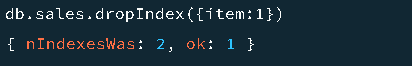 db.sales.dropIndex({item:1})
{ nIndexesWas: 2, ok: 1 }